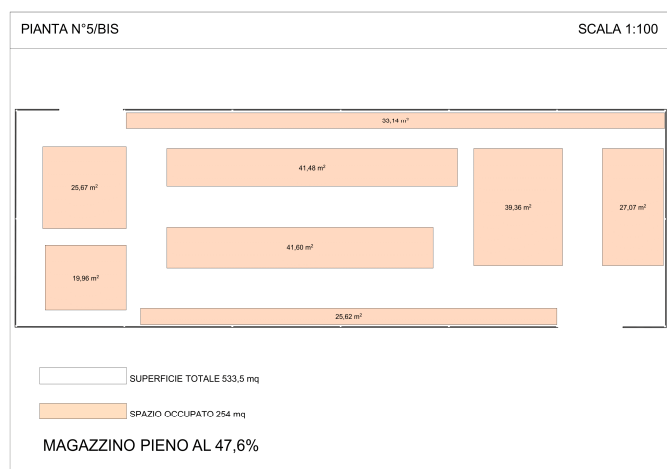 PIANTA N°5/BIS
SCALA 1:100
33,14 m²
25,67 m²
41,48 m²
39,36 m²
27,07 m²
41,60 m²
19,96 m²
25,62 m²
SUPERFICIE TOTALE 533,5 mq
SPAZIO OCCUPATO 254 mq
MAGAZZINO PIENO AL 47,6%